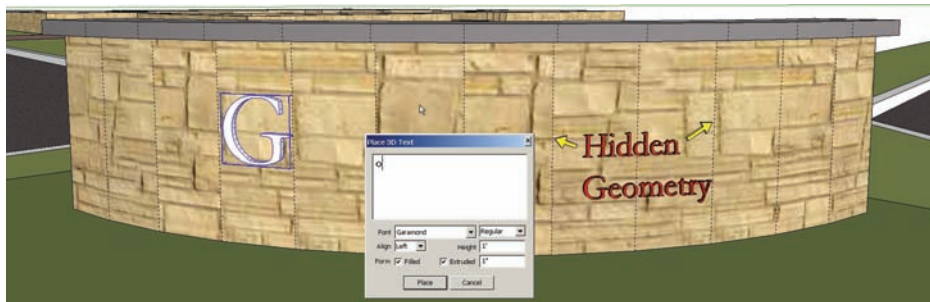 G
Hidden
Geometry
Place 3D Text
o
Font Garamond Regular
Align Left Height 1'
Form Filled Extruded 1"
Place Cancel